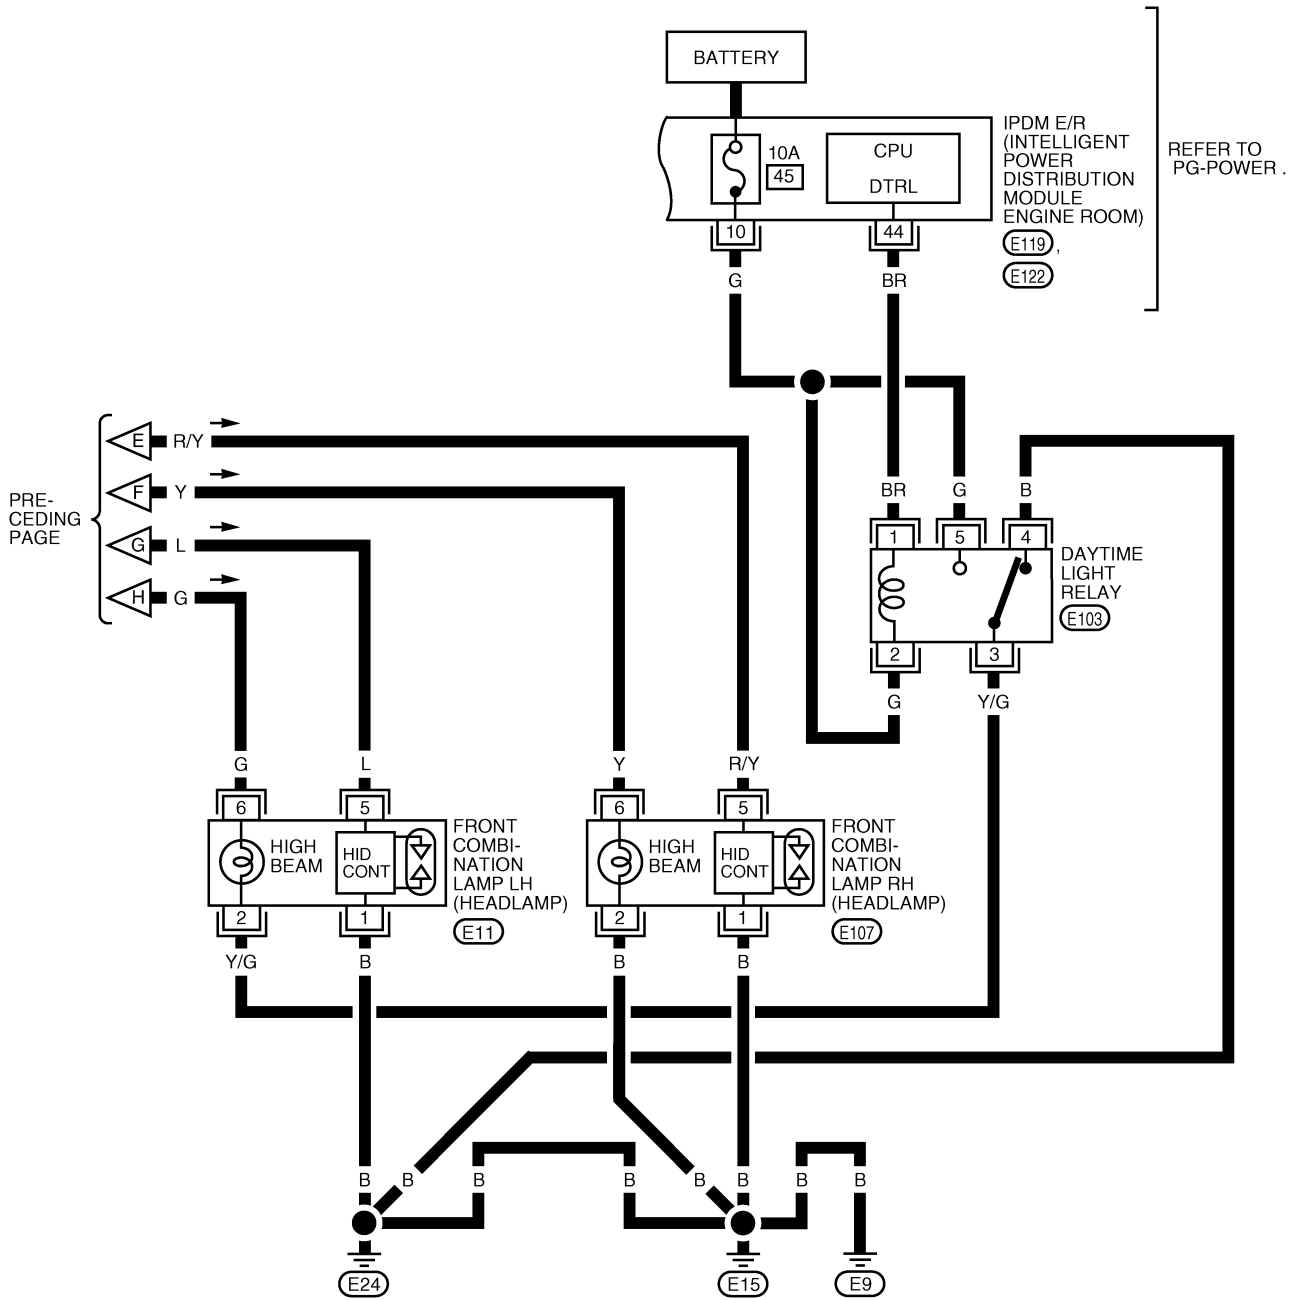 BATTERY
10A
45
CPU
DTRL
IPDM E/R
(INTELLIGENT
POWER
DISTRIBUTION
MODULE
ENGINE ROOM)
E119 ,
E122
REFER TO
PG-POWER .
10
44
G
BR
PRE-
CEDING
PAGE
E
R/Y
F
Y
G
L
H
G
BR
G
B
1
5
4
DAYTIME
LIGHT
RELAY
E103
2
3
G
Y/G
G
L
Y
R/Y
6
5
6
5
HIGH
BEAM
HID
CONT
FRONT
COMBI-
NATION
LAMP LH
(HEADLAMP)
E11
HIGH
BEAM
HID
CONT
FRONT
COMBI-
NATION
LAMP RH
(HEADLAMP)
E107
2
1
2
1
Y/G
B
B
B
B
B
B
B
B
B
B
B
E24
E15
E9